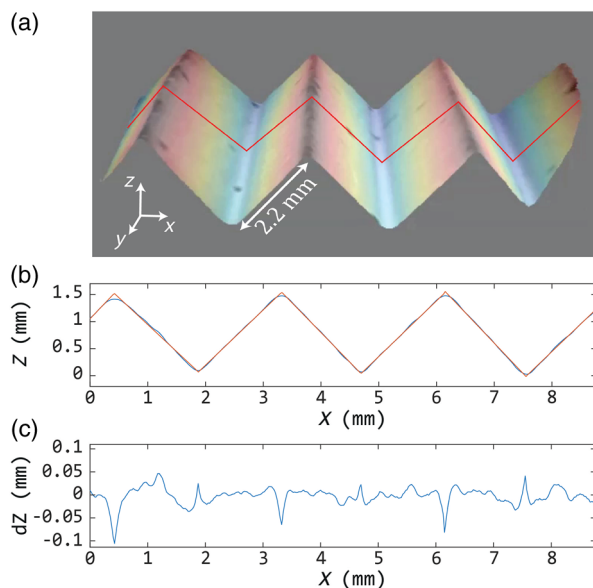 (a)
z
y
x
2.2 mm
(b)
1.5
1
0.5
0
Z (mm)
0 1 2 3 4 5 6 7 8
X (mm)
(c)
0.1
0.05
0
-0.05
-0.1
dZ (mm)
0 1 2 3 4 5 6 7 8
X (mm)